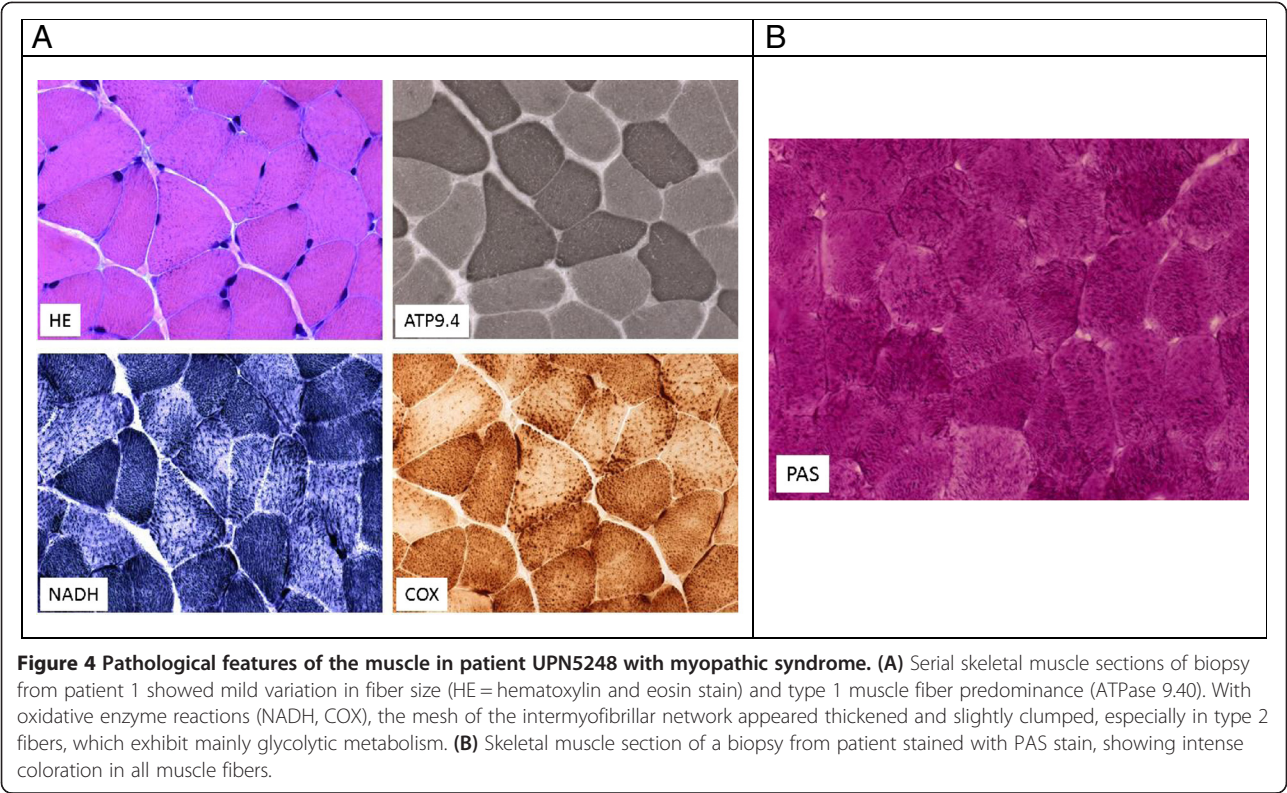 A
B
HE
ATP9.4
NADH
COX
PAS
Figure 4 Pathological features of the muscle in patient UPN5248 with myopathic syndrome. (A) Serial skeletal muscle sections of biopsy
from patient 1 showed mild variation in fiber size (HE = hematoxylin and eosin stain) and type 1 muscle fiber predominance (ATPase 9.40). With
oxidative enzyme reactions (NADH, COX), the mesh of the intermyofibrillar network appeared thickened and slightly clumped, especially in type 2
fibers, which exhibit mainly glycolytic metabolism. (B) Skeletal muscle section of a biopsy from patient stained with PAS stain, showing intense
coloration in all muscle fibers.